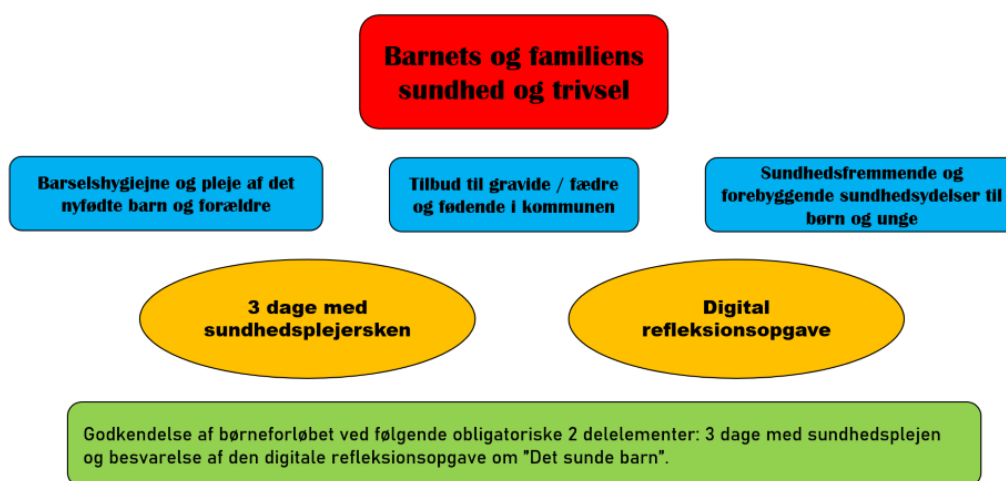 Barnets og familiens
sundhed og trivsel
Barselshygiejne og pleje af det
nyfødte barn og forældre
Tilbud til gravide / fædre
og fødende i kommunen
Sundhedsfremmende og
forebyggende sundhedsydelser til
børn og unge
3 dage med
sundhedsplejersken
Digital
refleksionsopgave
Godkendelse af børneforløbet ved følgende obligatoriske 2 delelementer: 3 dage med sundhedsplejen
og besvarelse af den digitale refleksionsopgave om ”Det sunde barn”.